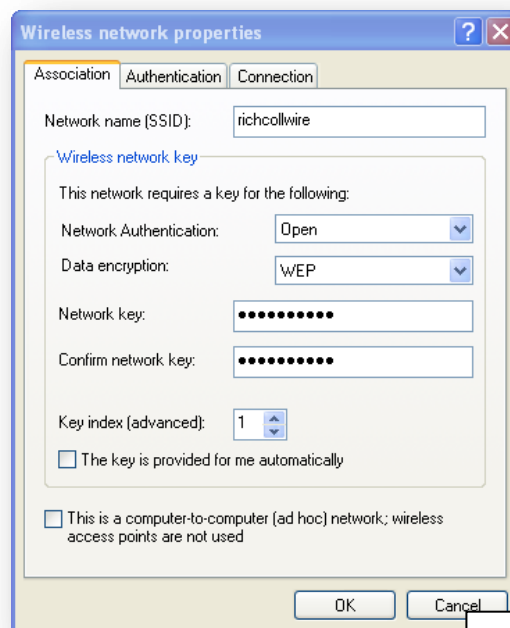 Wireless network properties
Association Authentication Connection
Network name (SSID): richcollwire
Wireless network key
This network requires a key for the following:
Network Authentication: Open
Data encryption: WEP
Network key: ●●●●●●●●●●
Confirm network key: ●●●●●●●●●●
Key index (advanced): 1
The key is provided for me automatically
This is a computer-to-computer (ad hoc) network; wireless
access points are not used
OK Cancel